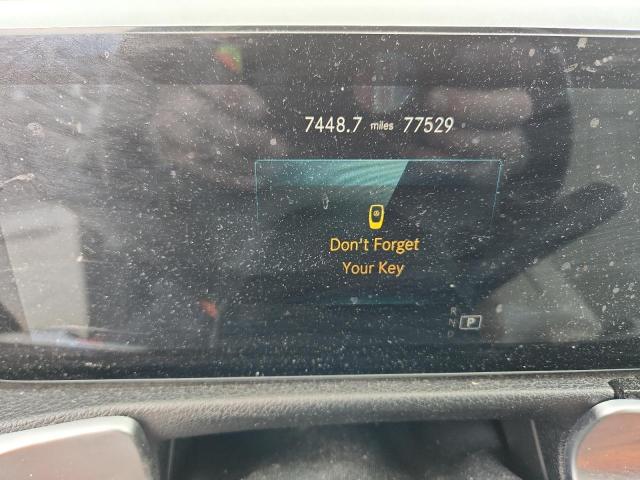 7448.7 miles 77529
Don't Forget
Your Key
R
N P
D